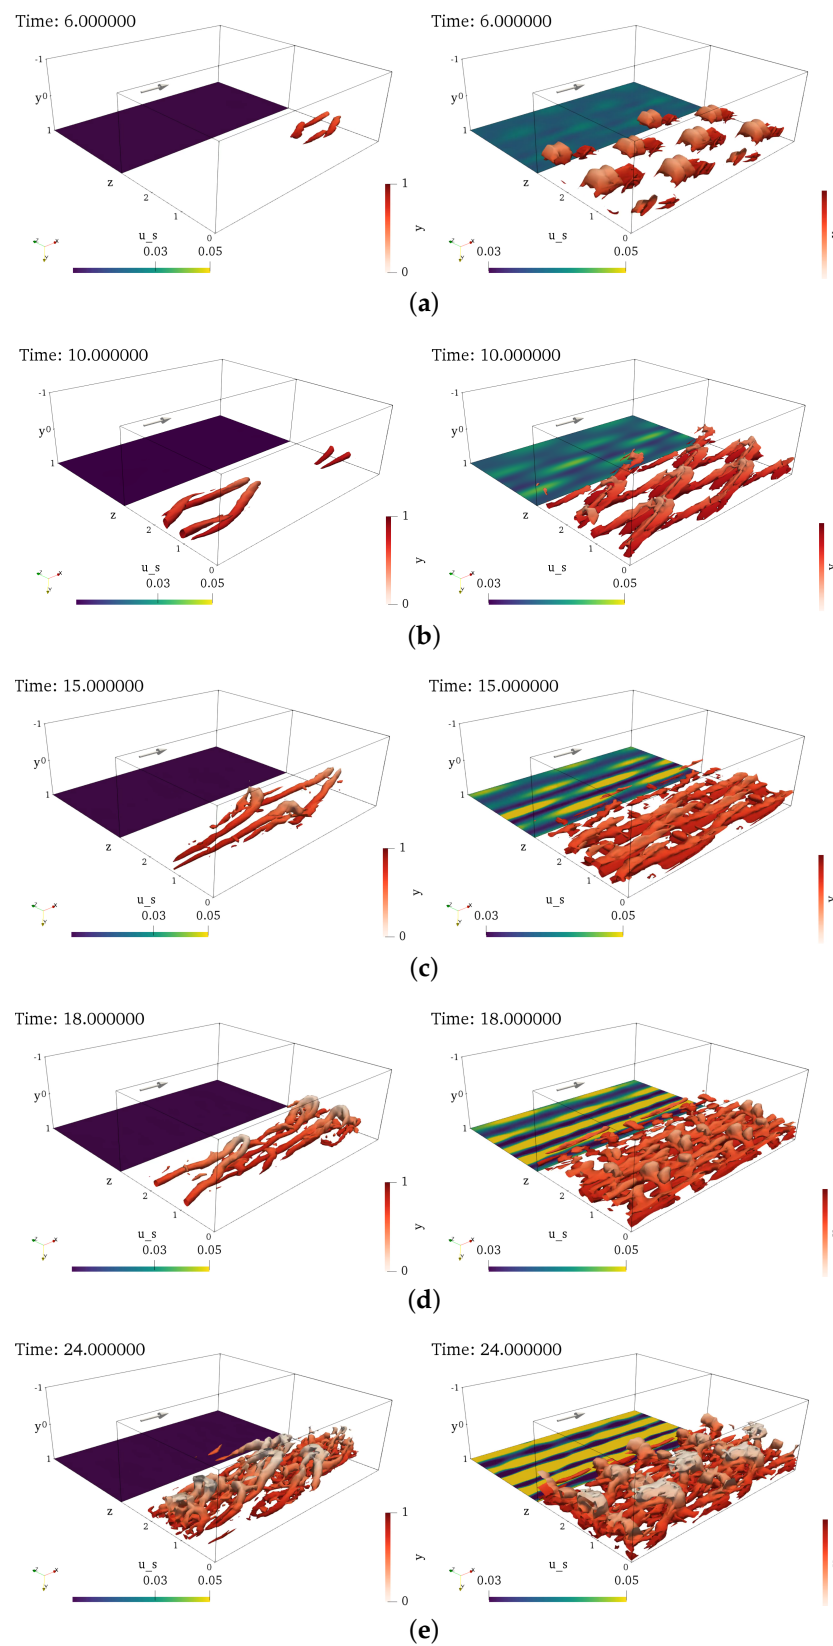 Time: 6.000000 Time: 6.000000
-1 -1
y0 y0
1 1
z z
2 2
1 1
0 0
u_s u_s
0.03 0.05 0.03 0.05
1
y
0
(a)
Time: 10.000000 Time: 10.000000
-1 -1
y0 y0
1 1
z z
2 2
1 1
0 0
u_s u_s
0.03 0.05 0.03 0.05
1
y
0
(b)
Time: 15.000000 Time: 15.000000
-1 -1
y0 y0
1 1
z z
2 2
1 1
0 0
u_s u_s
0.03 0.05 0.03 0.05
1
y
0
(c)
Time: 18.000000 Time: 18.000000
-1 -1
y0 y0
1 1
z z
2 2
1 1
0 0
u_s u_s
0.03 0.05 0.03 0.05
1
y
0
(d)
Time: 24.000000 Time: 24.000000
-1 -1
y0 y0
1 1
z z
2 2
1 1
0 0
u_s u_s
0.03 0.05 0.03 0.05
1
y
0
(e)